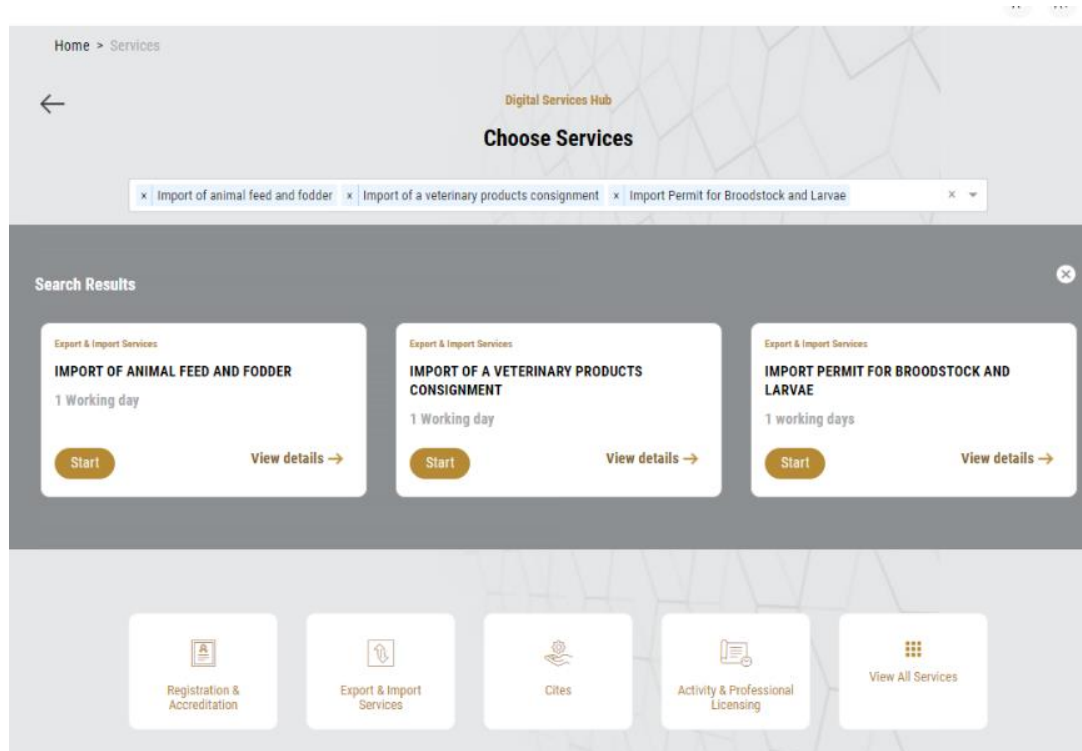 Home > Services
Digital Services Hub
Choose Services
× Import of animal feed and fodder × Import of a veterinary products consignment × Import Permit for Broodstock and Larvae ×
Search Results
Export & Import Services
IMPORT OF ANIMAL FEED AND FODDER
1 Working day
Start View details →
Export & Import Services
IMPORT OF A VETERINARY PRODUCTS
CONSIGNMENT
1 Working day
Start View details →
Export & Import Services
IMPORT PERMIT FOR BROODSTOCK AND
LARVAE
1 working days
Start View details →
Registration &
Accreditation
Export & Import
Services
Cites
Activity & Professional
Licensing
View All Services